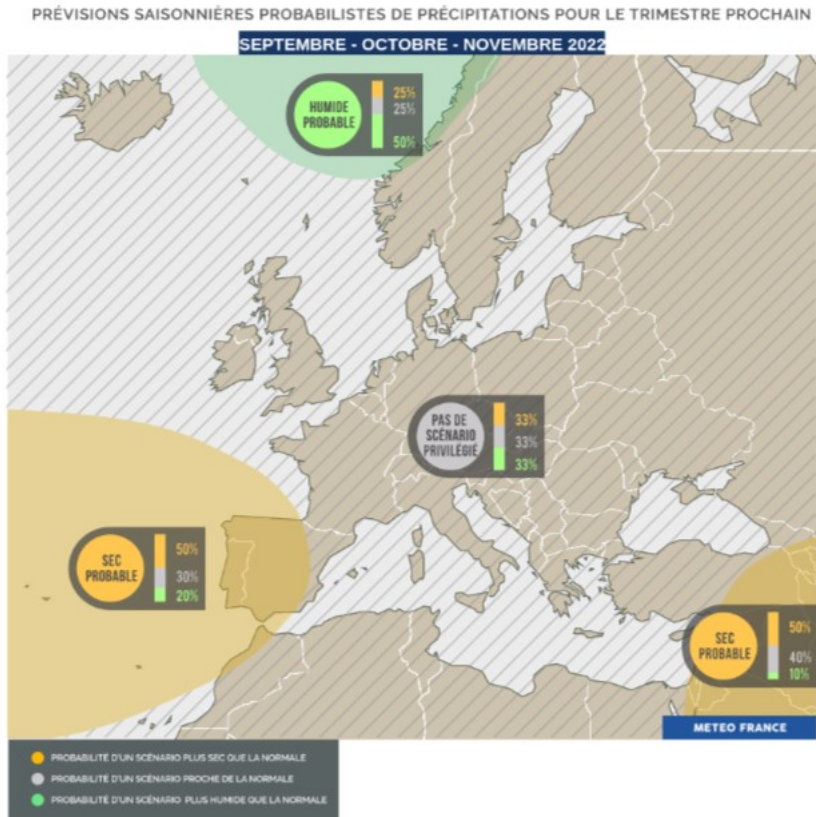 PRÉVISIONS SAISONNIÈRES PROBABILISTES DE PRÉCIPITATIONS POUR LE TRIMESTRE PROCHAIN
SEPTEMBRE - OCTOBRE - NOVEMBRE 2022
HUMIDE
PROBABLE
25%
25%
50%
PAS DE
SCÉNARIO
PRIVILÉGIÉ
33%
33%
33%
SEC
PROBABLE
50%
30%
20%
SEC
PROBABLE
50%
40%
10%
METEO FRANCE
PROBABILITÉ D'UN SCÉNARIO PLUS SEC QUE LA NORMALE
PROBABILITÉ D'UN SCÉNARIO PROCHE DE LA NORMALE
PROBABILITÉ D'UN SCÉNARIO PLUS HUMIDE QUE LA NORMALE